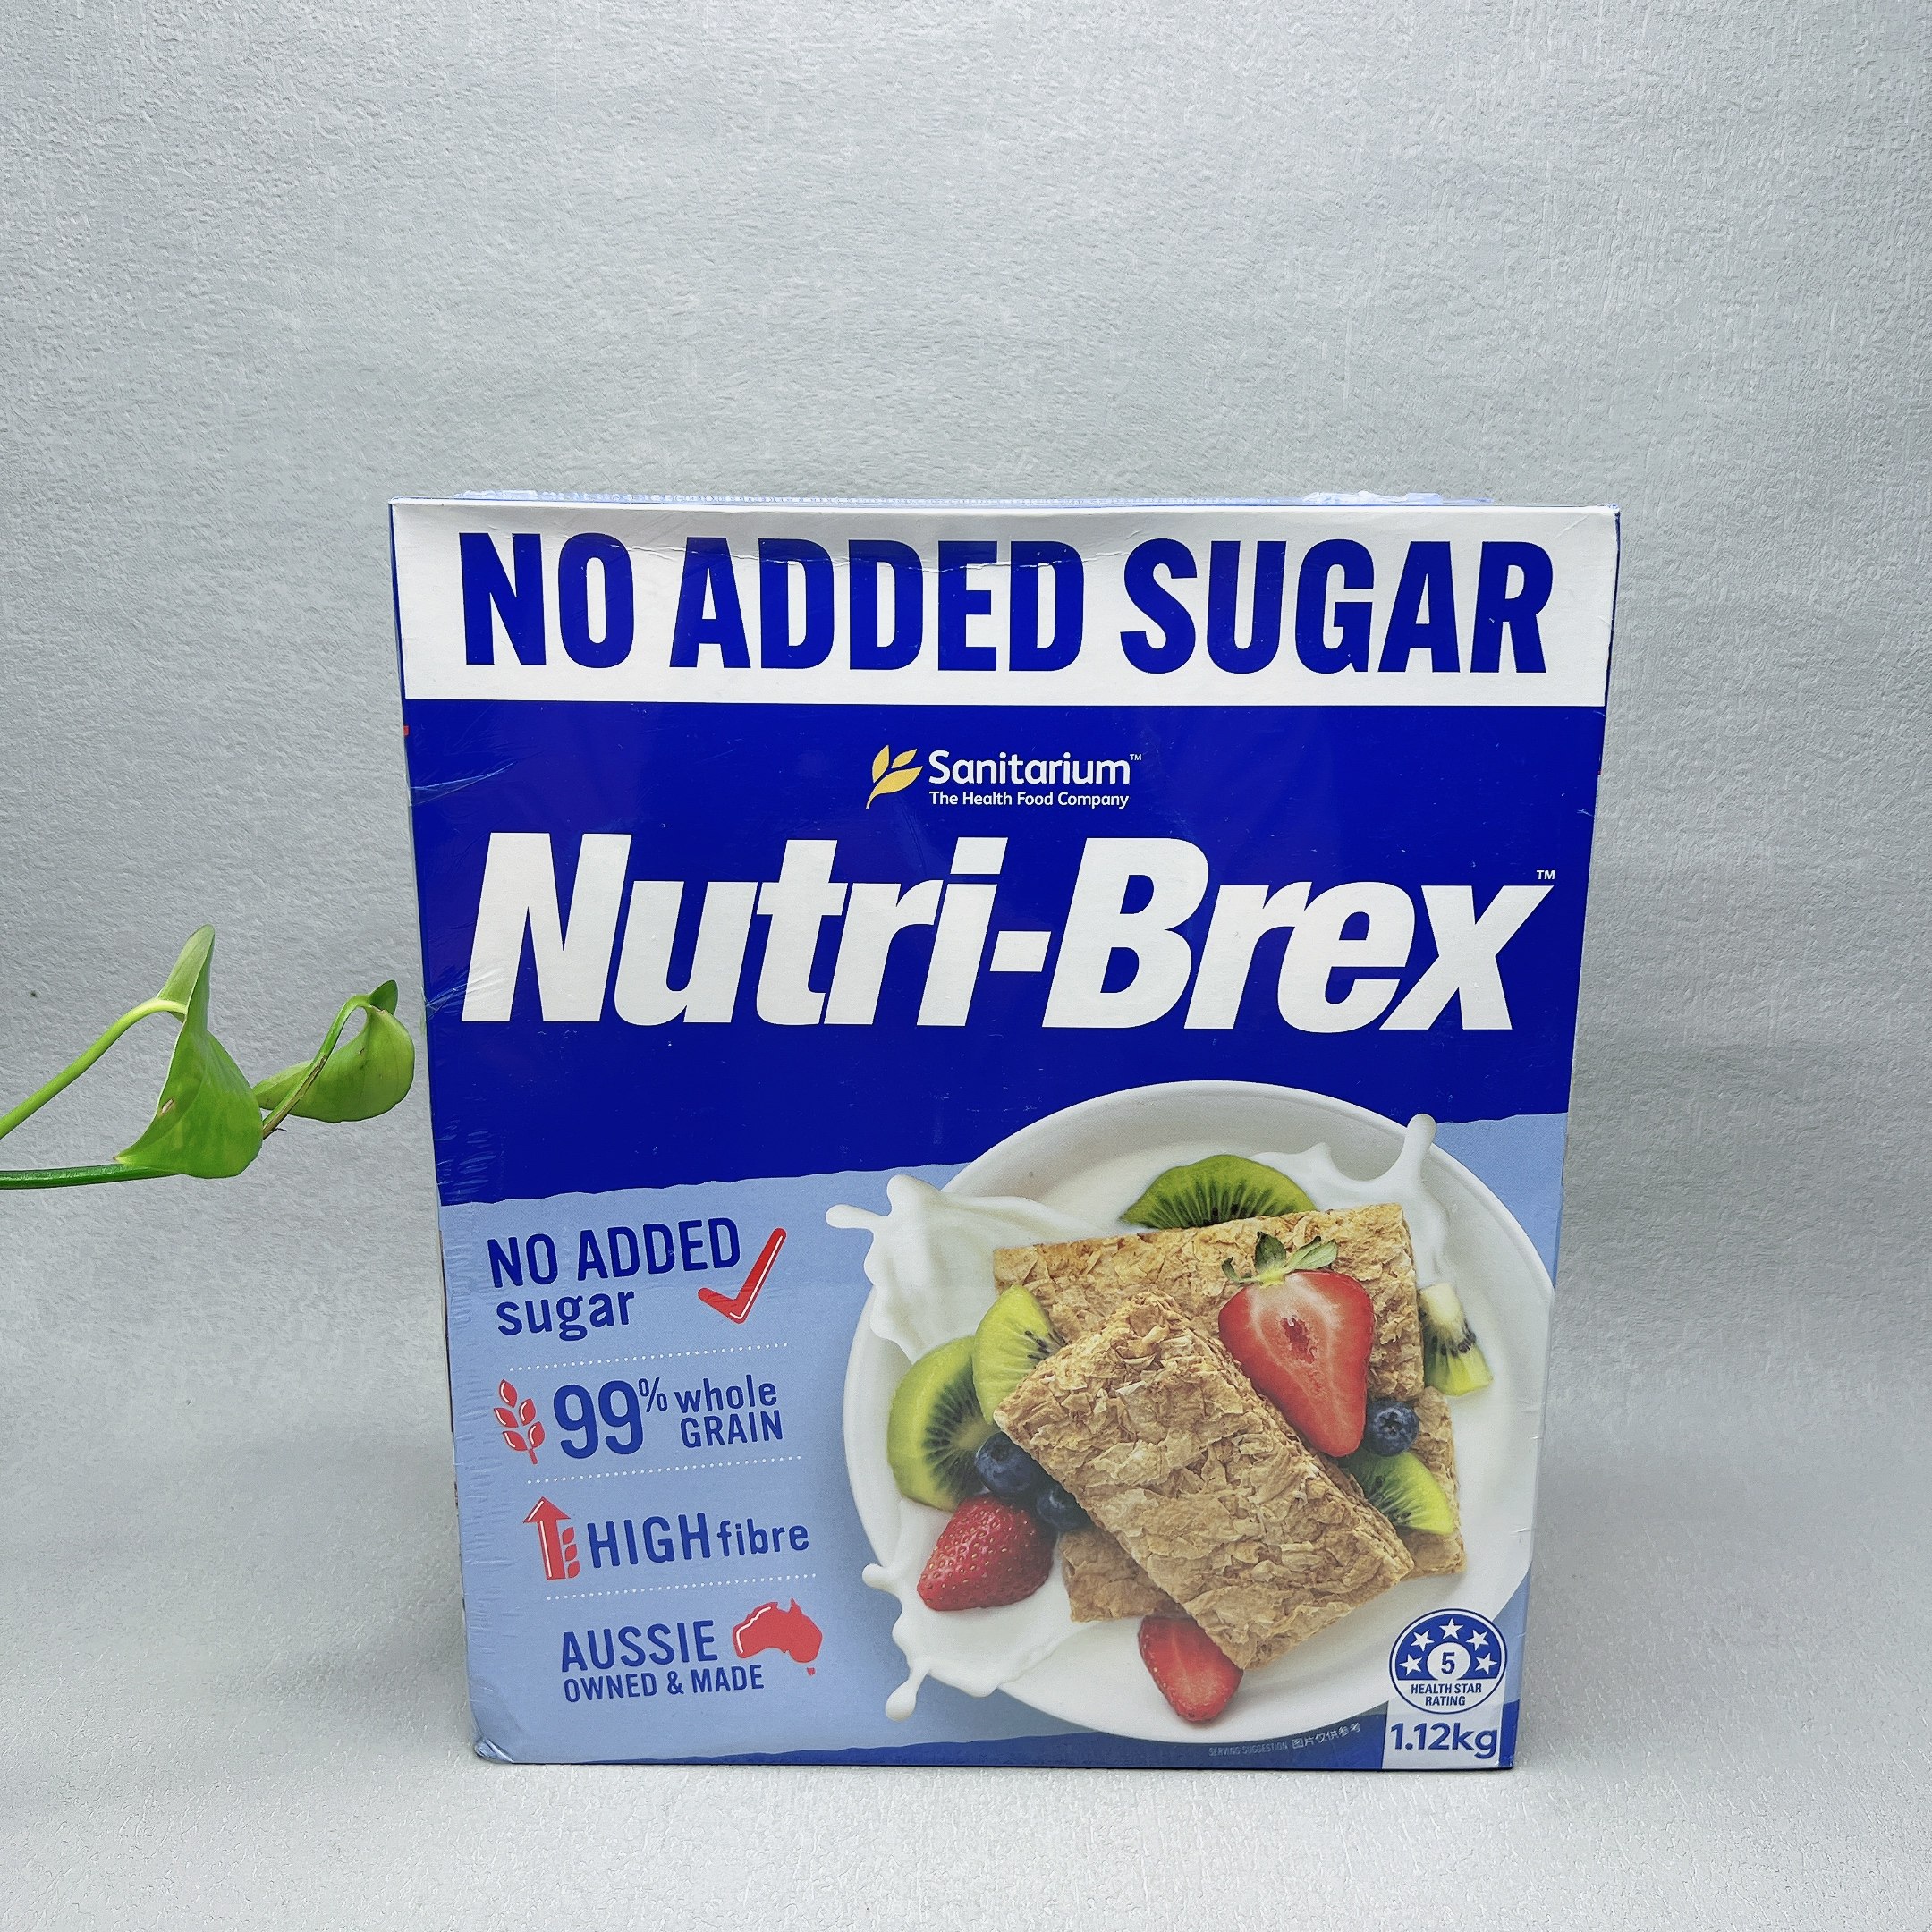 NO ADDED SUGAR
Sanitarium™
The Health Food Company
Nutri-Brex™
NO ADDED
sugar
99% whole
GRAIN
HIGH fibre
AUSSIE
OWNED & MADE
5
HEALTH STAR
RATING
1.12kg
SERVING SUGGESTION 图片仅供参考